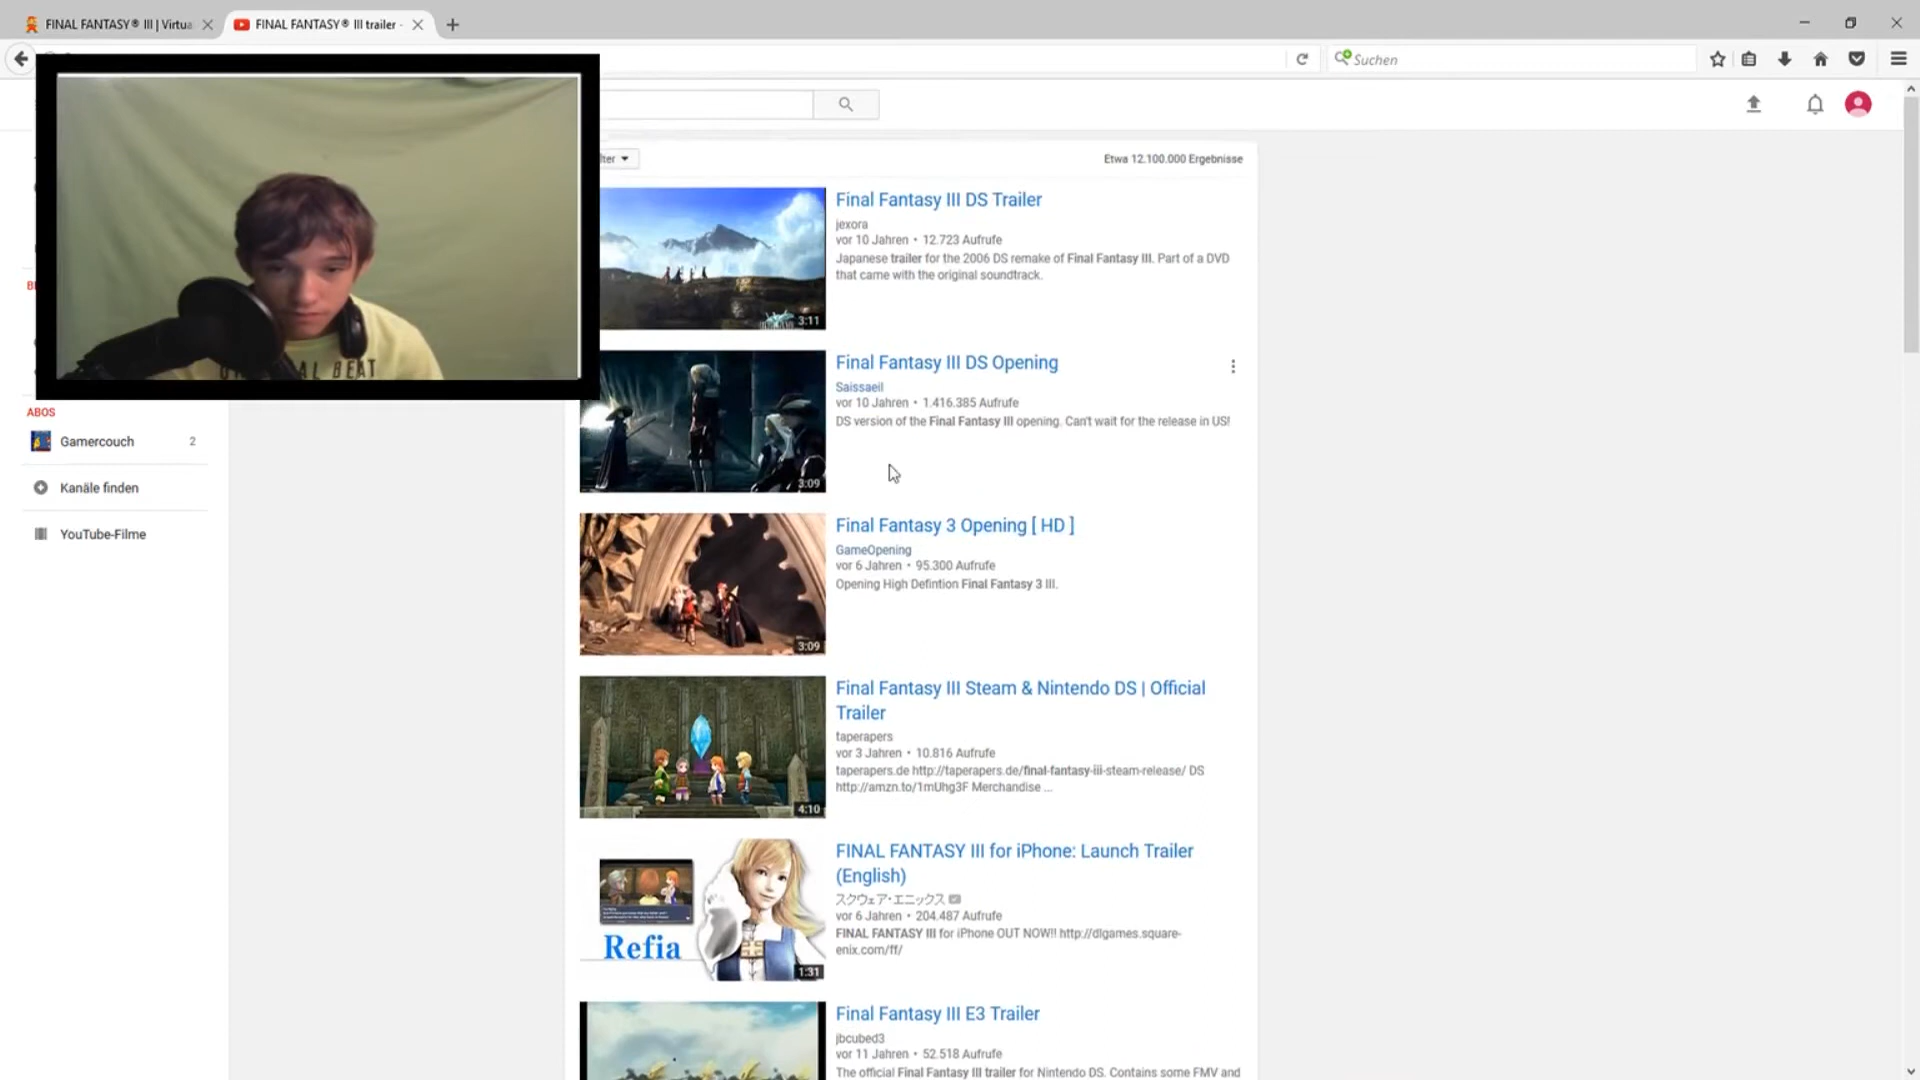 FINAL FANTASY® III | Virtua
FINAL FANTASY® III trailer -
Suchen
lter
Etwa 12.100.000 Ergebnisse
Final Fantasy III DS Trailer
jexora
vor 10 Jahren • 12.723 Aufrufe
Japanese trailer for the 2006 DS remake of Final Fantasy III. Part of a DVD
that came with the original soundtrack.
3:11
Final Fantasy III DS Opening
Saissaeil
vor 10 Jahren • 1.416.385 Aufrufe
DS version of the Final Fantasy III opening. Can't wait for the release in US!
3:09
Final Fantasy 3 Opening [ HD ]
GameOpening
vor 6 Jahren • 95.300 Aufrufe
Opening High Defintion Final Fantasy 3 III.
3:09
Final Fantasy III Steam & Nintendo DS | Official
Trailer
taperapers
vor 3 Jahren • 10.816 Aufrufe
taperapers.de http://taperapers.de/final-fantasy-iii-steam-release/ DS
http://amzn.to/1mUhg3F Merchandise ...
4:10
FINAL FANTASY III for iPhone: Launch Trailer
(English)
スクウェア・エニックス
vor 6 Jahren • 204.487 Aufrufe
FINAL FANTASY III for iPhone OUT NOW!! http://dlgames.square-
enix.com/ff/
Refia
1:31
Final Fantasy III E3 Trailer
jbcubed3
vor 11 Jahren • 52.518 Aufrufe
The official Final Fantasy III trailer for Nintendo DS. Contains some FMV and
AL BEAT
BI
ABOS
Gamercouch 2
Kanäle finden
YouTube-Filme